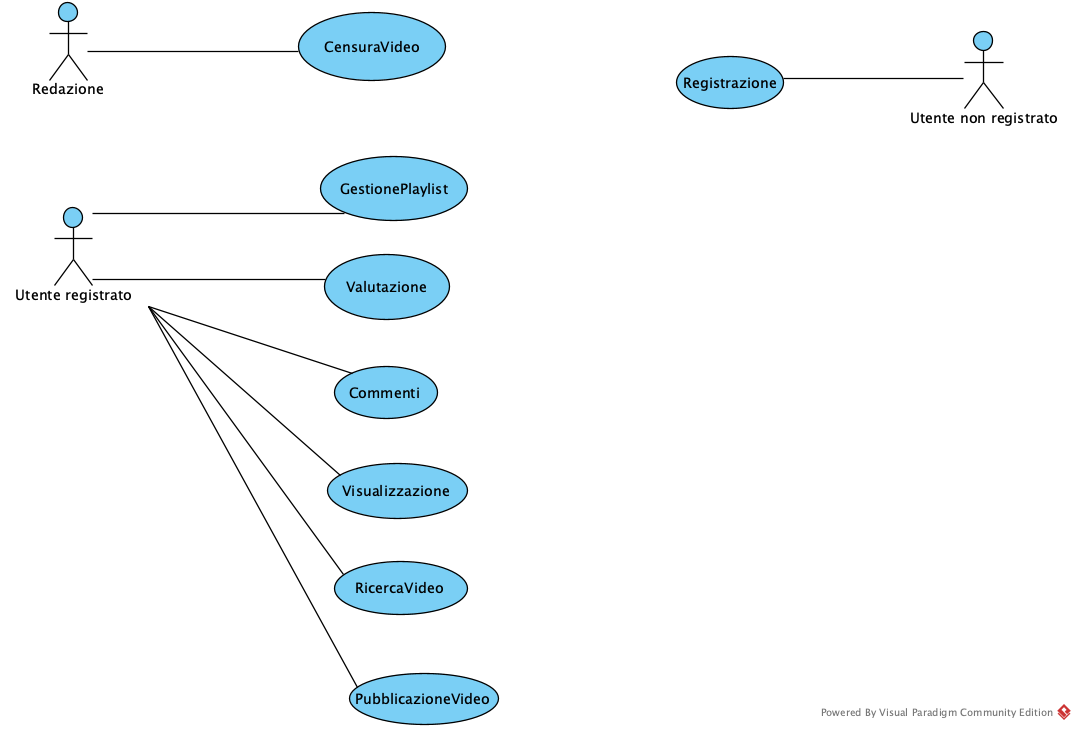 CensuraVideo
Redazione
Registrazione
Utente non registrato
GestionePlaylist
Valutazione
Utente registrato
Commenti
Visualizzazione
RicercaVideo
PubblicazioneVideo
Powered By Visual Paradigm Community Edition